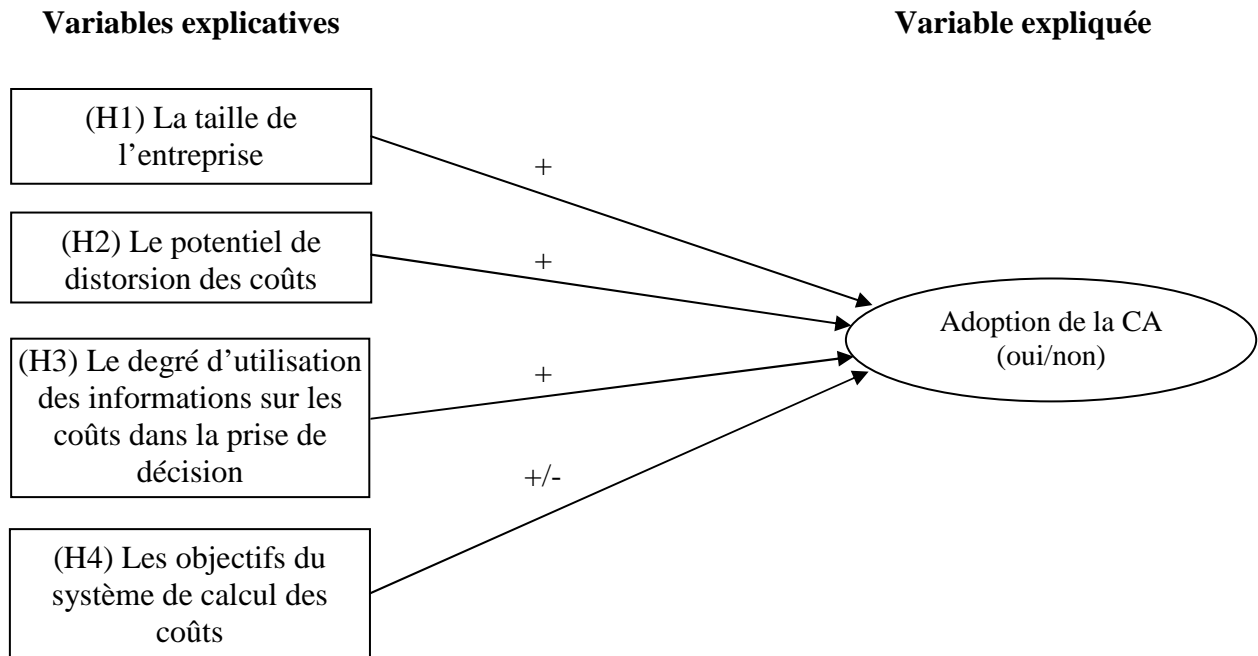 Variables explicatives
Variable expliquée
(H1) La taille de
l’entreprise
+
(H2) Le potentiel de
distorsion des coûts
+
(H3) Le degré d’utilisation
des informations sur les
coûts dans la prise de
décision
+
(H4) Les objectifs du
système de calcul des
coûts
+/-
Adoption de la CA
(oui/non)